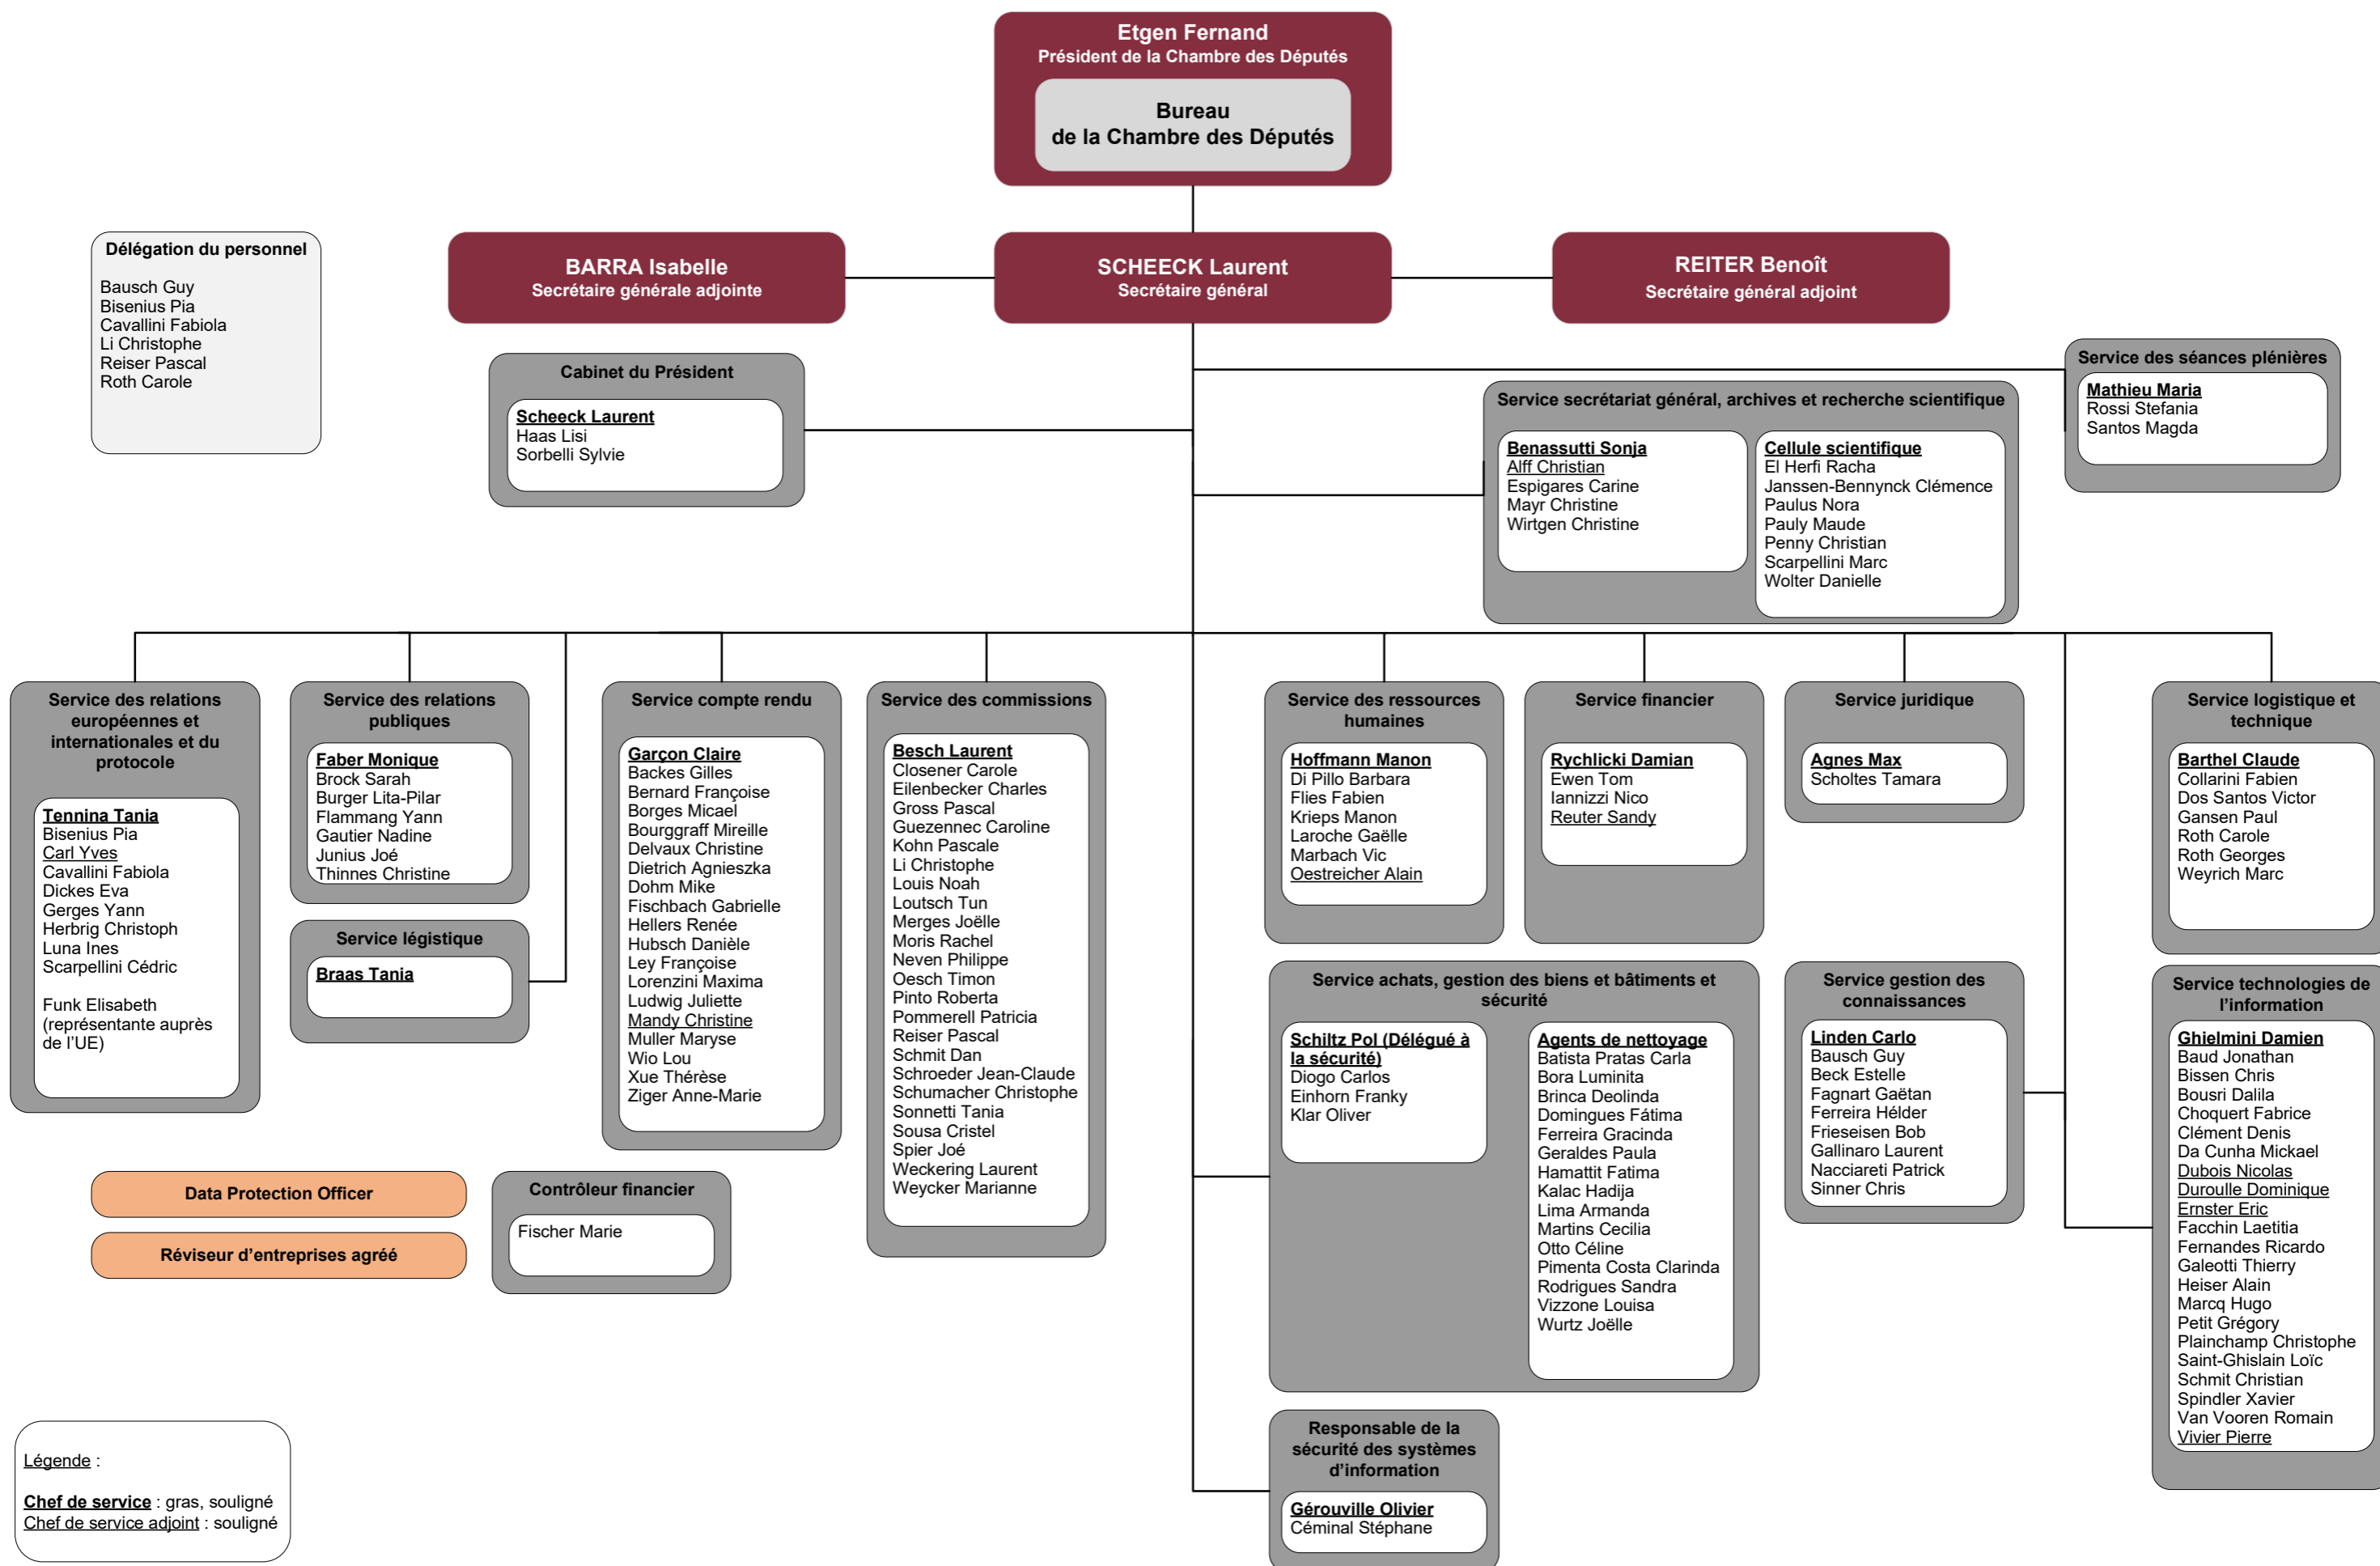 Etgen Fernand
Président de la Chambre des Députés
Bureau
de la Chambre des Députés
Délégation du personnel
Bausch Guy
Bisenius Pia
Cavallini Fabiola
Li Christophe
Reiser Pascal
Roth Carole
BARRA Isabelle
Secrétaire générale adjointe
SCHEECK Laurent
Secrétaire général
REITER Benoît
Secrétaire général adjoint
Cabinet du Président
Scheeck Laurent
Haas Lisi
Sorbelli Sylvie
Service secrétariat général, archives et recherche scientifique
Benassutti Sonja
Alff Christian
Espigares Carine
Mayr Christine
Wirtgen Christine
Cellule scientifique
El Herfi Racha
Janssen-Bennynck Clémence
Paulus Nora
Pauly Maude
Penny Christian
Scarpellini Marc
Wolter Danielle
Service des séances plénières
Mathieu Maria
Rossi Stefania
Santos Magda
Service des relations
européennes et
internationales et du
protocole
Tennina Tania
Bisenius Pia
Carl Yves
Cavallini Fabiola
Dickes Eva
Gerges Yann
Herbrig Christoph
Luna Ines
Scarpellini Cédric
Funk Elisabeth
(représentante auprès
de l’UE)
Service des relations
publiques
Faber Monique
Brock Sarah
Burger Lita-Pilar
Flammang Yann
Gautier Nadine
Junius Joé
Thinnes Christine
Service légistique
Braas Tania
Service compte rendu
Garçon Claire
Backes Gilles
Bernard Françoise
Borges Micael
Bourggraff Mireille
Delvaux Christine
Dietrich Agnieszka
Dohm Mike
Fischbach Gabrielle
Hellers Renée
Hubsch Danièle
Ley Françoise
Lorenzini Maxima
Ludwig Juliette
Mandy Christine
Muller Maryse
Wio Lou
Xue Thérèse
Ziger Anne-Marie
Service des commissions
Besch Laurent
Closener Carole
Eilenbecker Charles
Gross Pascal
Guezennec Caroline
Kohn Pascale
Li Christophe
Louis Noah
Loutsch Tun
Merges Joëlle
Moris Rachel
Neven Philippe
Oesch Timon
Pinto Roberta
Pommerell Patricia
Reiser Pascal
Schmit Dan
Schroeder Jean-Claude
Schumacher Christophe
Sonnetti Tania
Sousa Cristel
Spier Joé
Weckering Laurent
Weycker Marianne
Service des ressources
humaines
Hoffmann Manon
Di Pillo Barbara
Flies Fabien
Krieps Manon
Laroche Gaëlle
Marbach Vic
Oestreicher Alain
Service financier
Rychlicki Damian
Ewen Tom
Iannizzi Nico
Reuter Sandy
Service juridique
Agnes Max
Scholtes Tamara
Service logistique et
technique
Barthel Claude
Collarini Fabien
Dos Santos Victor
Gansen Paul
Roth Carole
Roth Georges
Weyrich Marc
Service achats, gestion des biens et bâtiments et
sécurité
Schiltz Pol (Délégué à
la sécurité)
Diogo Carlos
Einhorn Franky
Klar Oliver
Agents de nettoyage
Batista Pratas Carla
Bora Luminita
Brinca Deolinda
Domingues Fátima
Ferreira Gracinda
Geraldes Paula
Hamattit Fatima
Kalac Hadija
Lima Armanda
Martins Cecilia
Otto Céline
Pimenta Costa Clarinda
Rodrigues Sandra
Vizzone Louisa
Wurtz Joëlle
Service gestion des
connaissances
Linden Carlo
Bausch Guy
Beck Estelle
Fagnart Gaëtan
Ferreira Hélder
Frieseisen Bob
Gallinaro Laurent
Nacciareti Patrick
Sinner Chris
Service technologies de
l’information
Ghielmini Damien
Baud Jonathan
Bissen Chris
Bousri Dalila
Choquert Fabrice
Clément Denis
Da Cunha Mickael
Dubois Nicolas
Duroulle Dominique
Ernster Eric
Facchin Laetitia
Fernandes Ricardo
Galeotti Thierry
Heiser Alain
Marcq Hugo
Petit Grégory
Plainchamp Christophe
Saint-Ghislain Loïc
Schmit Christian
Spindler Xavier
Van Vooren Romain
Vivier Pierre
Data Protection Officer
Réviseur d’entreprises agréé
Contrôleur financier
Fischer Marie
Responsable de la
sécurité des systèmes
d’information
Gérouville Olivier
Céminal Stéphane
Légende :
Chef de service : gras, souligné
Chef de service adjoint : souligné